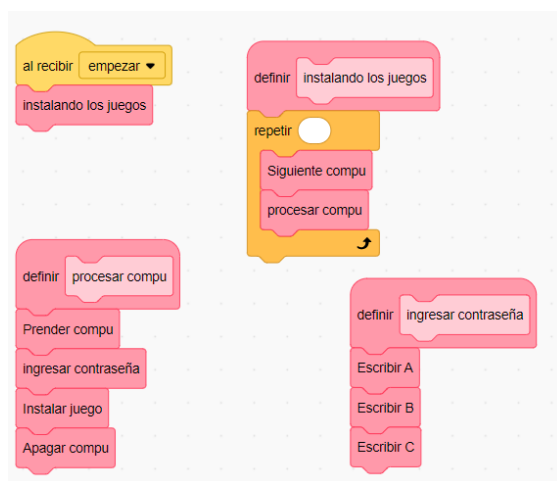 al recibir empezar
instalando los juegos
definir instalando los juegos
repetir
Siguiente compu
procesar compu
definir procesar compu
Prender compu
ingresar contraseña
Instalar juego
Apagar compu
definir ingresar contraseña
Escribir A
Escribir B
Escribir C